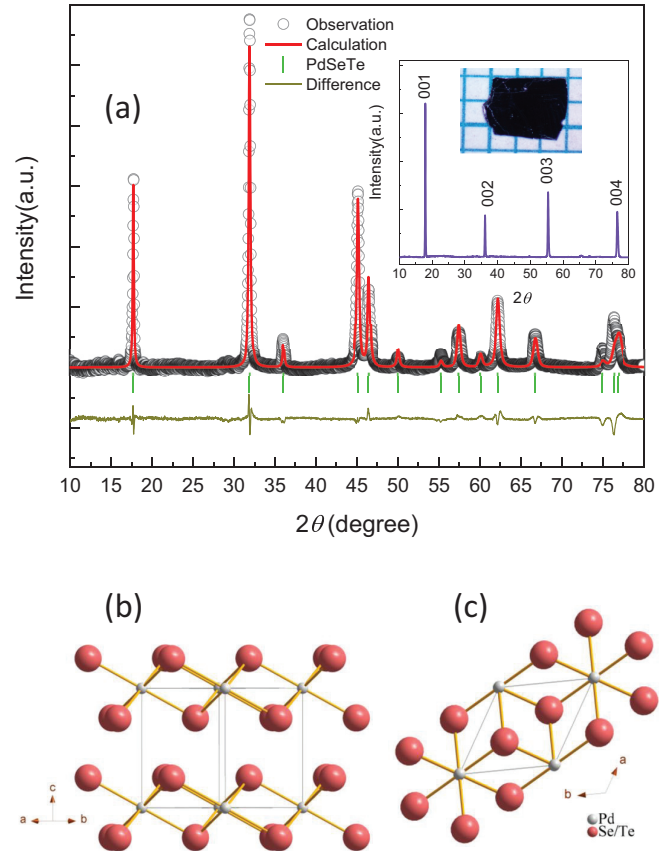 Observation
Calculation
PdSeTe
Difference
(a)
Intensity(a.u.)
10 15 20 25 30 35 40 45 50 55 60 65 70 75 80
2θ (degree)
001
002
003
004
Intensity(a.u.)
10 20 30 40 50 60 70 80
2θ
(b)
c
a b
(c)
a
b
Pd
Se/Te